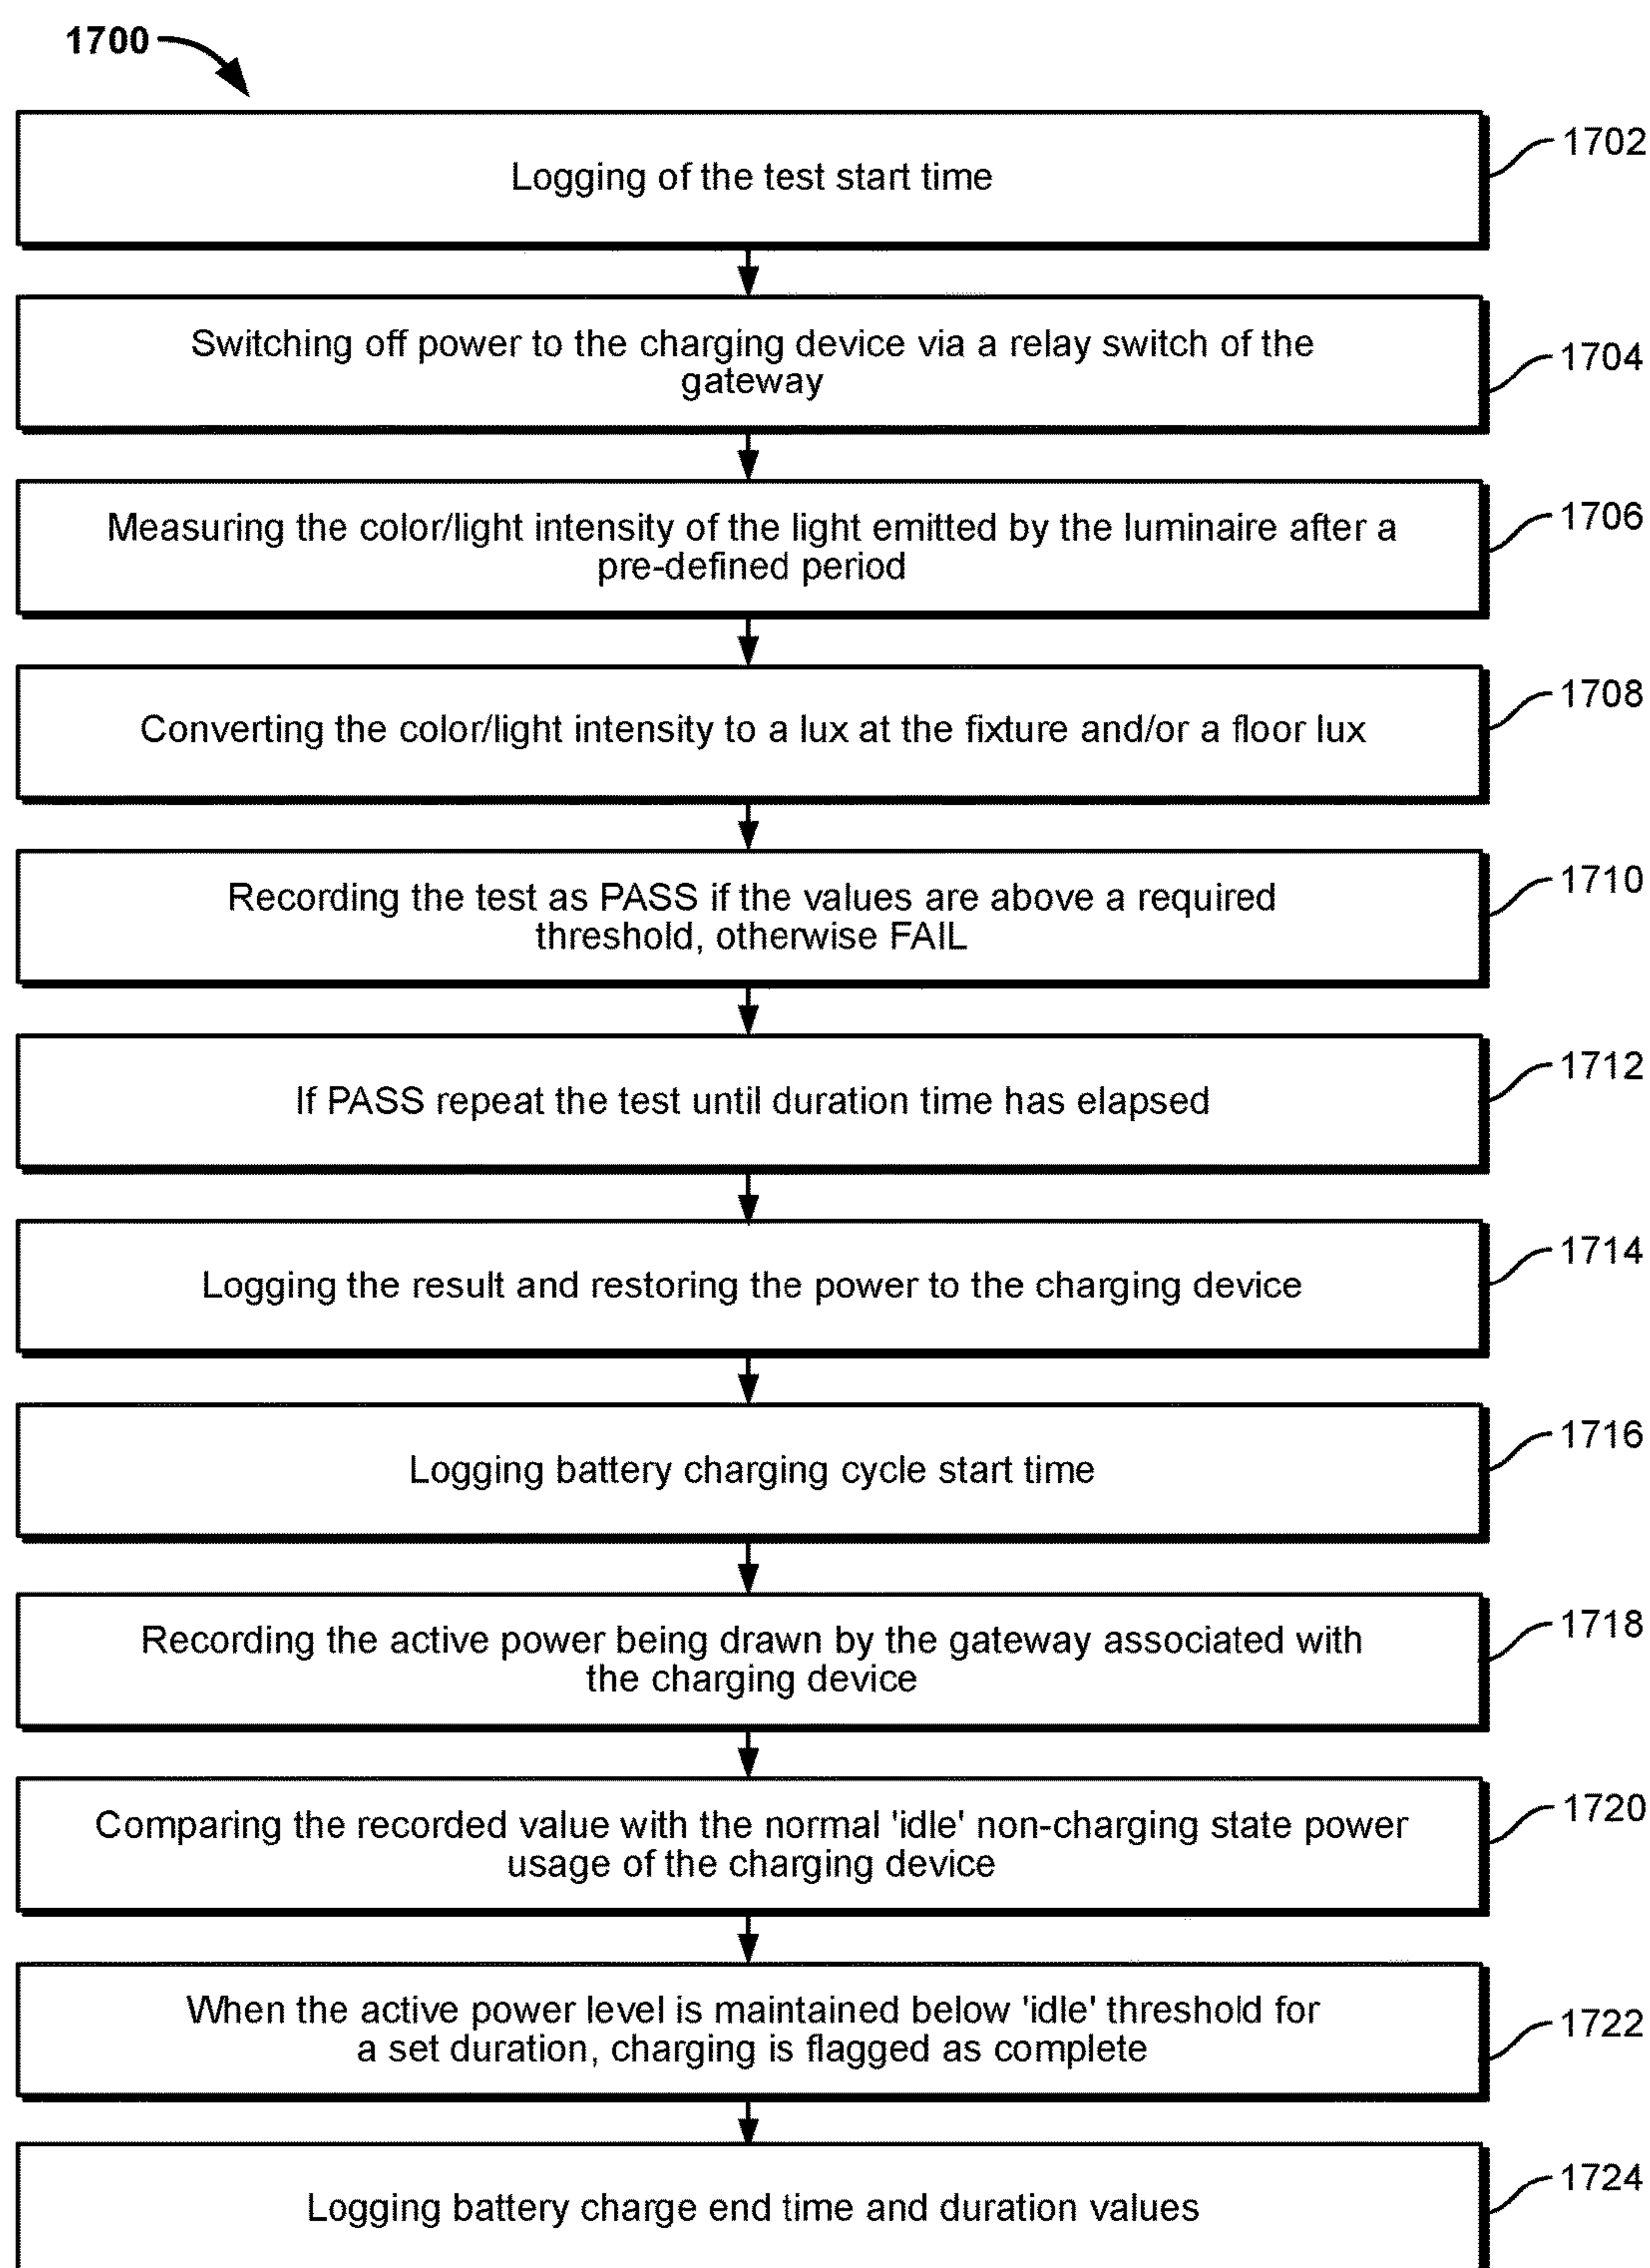 1700
Logging of the test start time
1702
Switching off power to the charging device via a relay switch of the
gateway
1704
Measuring the color/light intensity of the light emitted by the luminaire after a
pre-defined period
1706
Converting the color/light intensity to a lux at the fixture and/or a floor lux
1708
Recording the test as PASS if the values are above a required
threshold, otherwise FAIL
1710
If PASS repeat the test until duration time has elapsed
1712
Logging the result and restoring the power to the charging device
1714
Logging battery charging cycle start time
1716
Recording the active power being drawn by the gateway associated with
the charging device
1718
Comparing the recorded value with the normal 'idle' non-charging state power
usage of the charging device
1720
When the active power level is maintained below 'idle' threshold for
a set duration, charging is flagged as complete
1722
Logging battery charge end time and duration values
1724